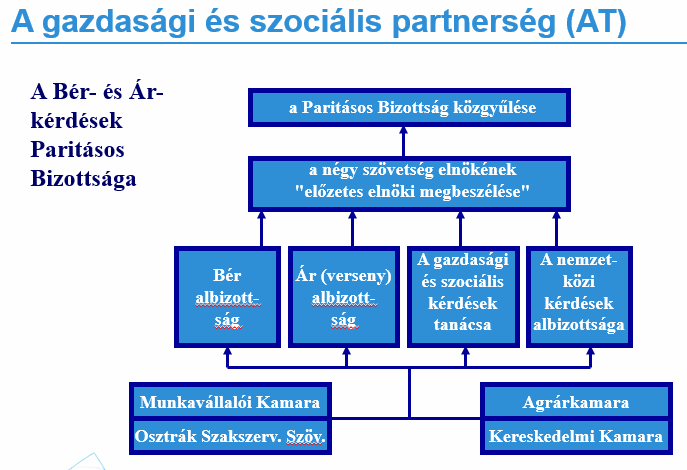 A gazdasági és szociális partnerség (AT)
A Bér- és Ár-
kérdések
Paritásos
Bizottsága
a Paritásos Bizottság közgyűlése
a négy szövetség elnökének
"előzetes elnöki megbeszélése"
Bér
albizott-
ság
Ár (verseny)
albizott-
ság
A gazdasági
és szociális
kérdések
tanácsa
A nemzet-
közi
kérdések
albizottsága
Munkavállalói Kamara
Osztrák Szakszerv. Szöv.
Agrárkamara
Kereskedelmi Kamara